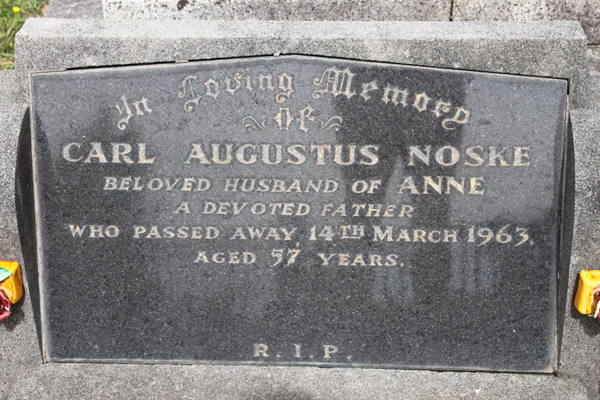 In Loving Memory
of
CARL AUGUSTUS NOSKE
BELOVED HUSBAND OF ANNE
A DEVOTED FATHER
WHO PASSED AWAY 14TH MARCH 1963.
AGED 57 YEARS.
R. I. P.